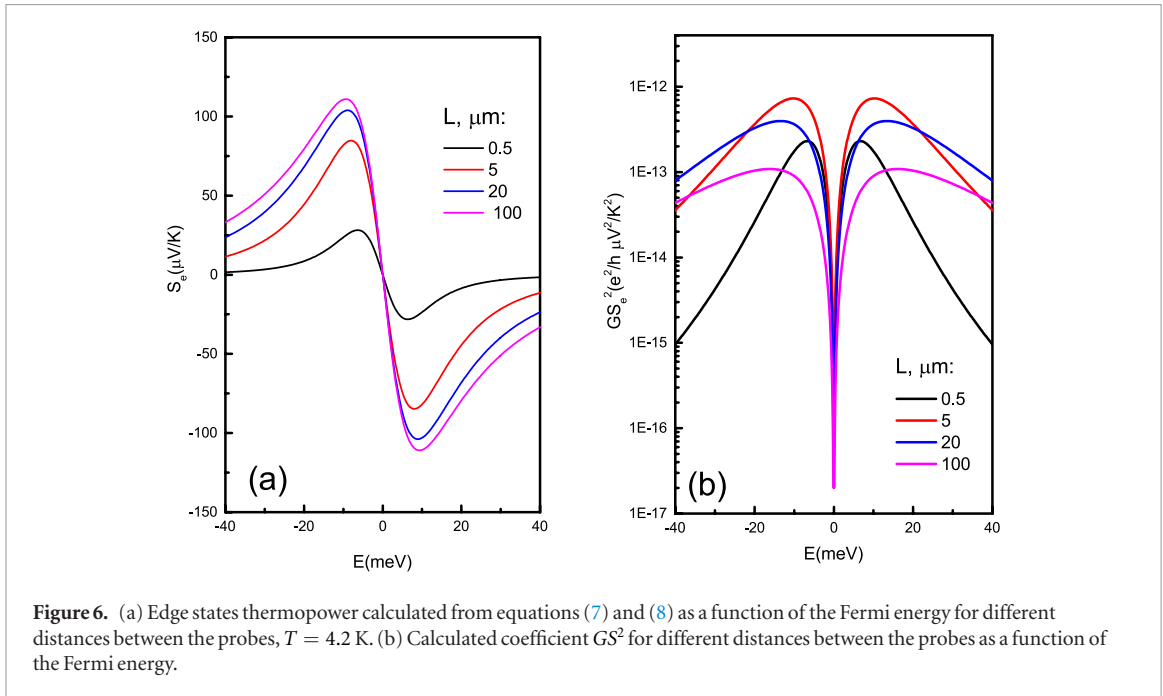 150
100
50
0
-50
-100
-150
S_e(μV/K)
-40
-20
0
20
40
E(meV)
L, μm:
0.5
5
20
100
(a)
1E-12
1E-13
1E-14
1E-15
1E-16
1E-17
GS_e^2(e^2/h μV^2/K^2)
-40
-20
0
20
40
E(meV)
L, μm:
0.5
5
20
100
(b)
Figure 6. (a) Edge states thermopower calculated from equations (7) and (8) as a function of the Fermi energy for different
distances between the probes, T = 4.2 K. (b) Calculated coefficient GS² for different distances between the probes as a function of
the Fermi energy.